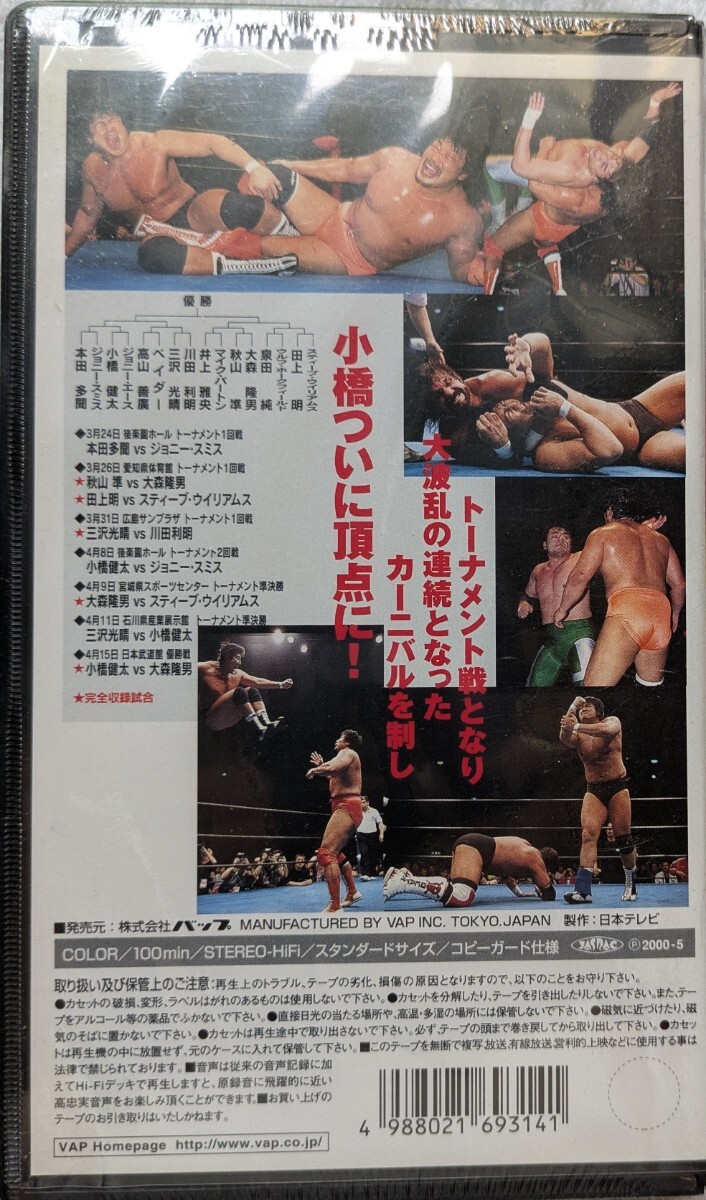 優勝
スティーブ・ウイリアムス
田上 明
ウルフ・ホークフィールド
泉田 純
大森 隆男
秋山 準
マイク・バートン
井上 雅央
川田 利明
三沢 光晴
ベイダー
高山 善廣
ジョニー・エース
小橋 健太
ジョニー・スミス
本田 多聞
◆3月24日 後楽園ホール トーナメント1回戦
本田多聞 vs ジョニー・スミス
◆3月26日 愛知県体育館 トーナメント1回戦
★秋山 準 vs 大森隆男
★田上明 vs スティーブ・ウイリアムス
◆3月31日 広島サンプラザ トーナメント1回戦
★三沢光晴 vs 川田利明
◆4月8日 後楽園ホール トーナメント2回戦
小橋健太 vs ジョニー・スミス
◆4月9日 宮城県スポーツセンター トーナメント準決勝
★大森隆男 vs スティーブ・ウイリアムス
◆4月11日 石川県産業展示館 トーナメント準決勝
三沢光晴 vs 小橋健太
◆4月15日 日本武道館 優勝戦
★小橋健太 vs 大森隆男
★完全収録試合
トーナメント戦となり
大波乱の連続となった
カーニバルを制し
小橋ついに頂点に!
■発売元:株式会社バップ MANUFACTURED BY VAP INC. TOKYO.JAPAN 製作:日本テレビ
COLOR/100min/STEREO-HiFi/スタンダードサイズ/コピーガード仕様 JASRAC Ⓟ2000-5
取り扱い及び保管上のご注意:再生上のトラブル、テープの劣化、損傷の原因となりますので、以下のことをお守り下さい。
●カセットの破損、変形、ラベルはがれのあるものは使用しないで下さい。●カセットを分解したり、テープを引き出したりしないで下さい。また、テー
プをアルコール等の薬品でふかないで下さい。●直接日光の当たる場所や、高温・多湿の場所には保管しないで下さい。●磁気に近づけたり、磁
気のそばに置かないで下さい。●カセットは再生途中で取り出さないで下さい。必ず、テープの頭まで巻き戻してから取り出して下さい。●カセッ
トは再生機の中に放置せず、元のケースに入れて保管して下さい。■このテープを無断で複写、放送、有線放送、営利的上映などに使用する事は
法律で禁じられております。■音声は従来の音声記録に加
えてHi-Fiデッキで再生しますと、原録音に飛躍的に近い
高忠実音声をお楽しみ頂く事ができます。■お買い上げの
テープのお引き取りはいたしかねます。
VAP Homepage http://www.vap.co.jp/
4 988021 693141